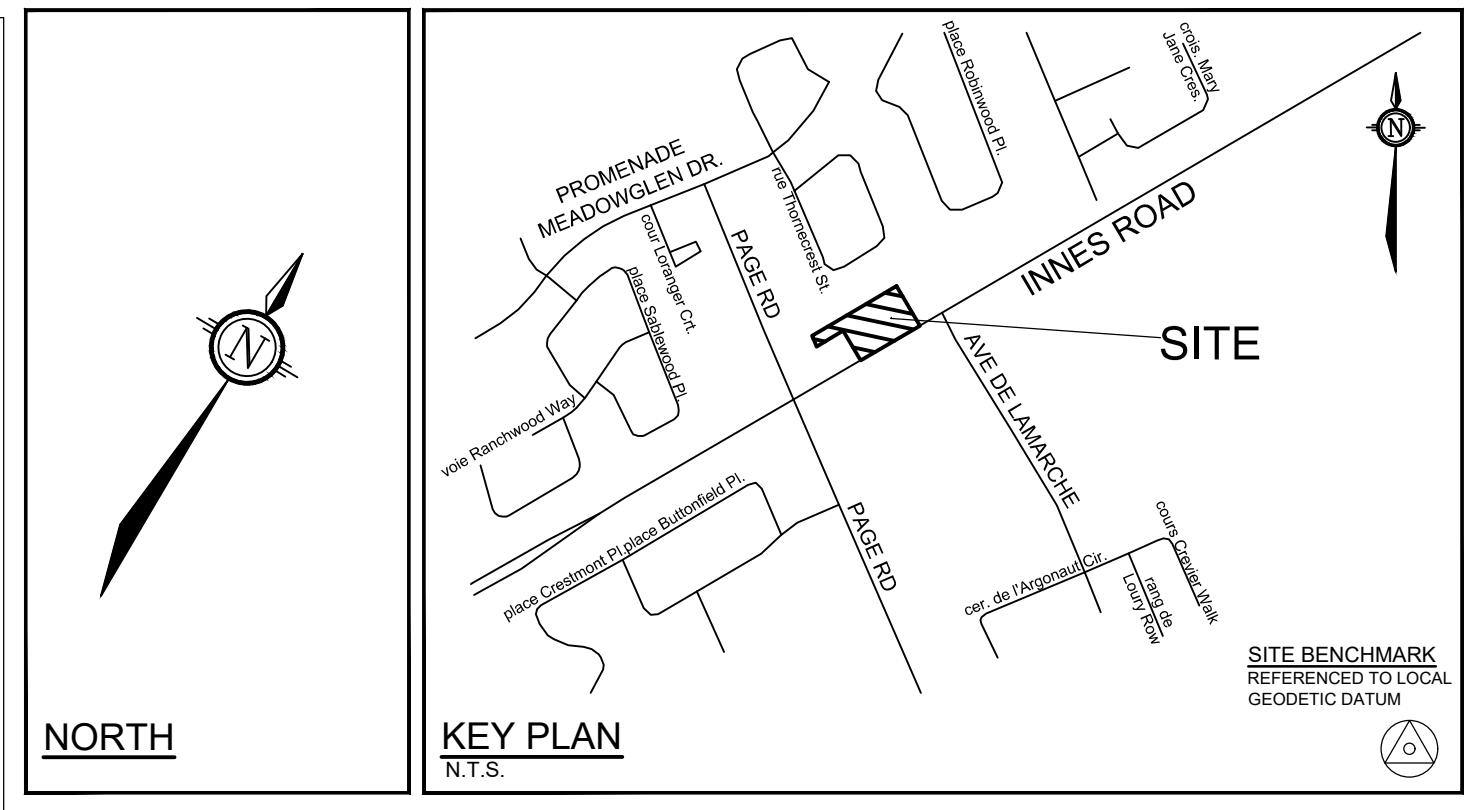 N
NORTH
place Robinwood Pl.
crois. Mary
Jane Cres.
N
PROMENADE
MEADOWGLEN DR.
rue Thornecrest St.
cour Loranger Crt.
PAGE RD
INNES ROAD
place Sablewood Pl.
SITE
AVE DE LAMARCHE
voie Ranchwood Way
place Buttonfield Pl.
place Crestmont Pl.
PAGE RD
cours Crevier Walk
cer. de l'Argonaut Cir.
rang de
Loury Row
SITE BENCHMARK
REFERENCED TO LOCAL
GEODETIC DATUM
KEY PLAN
N.T.S.